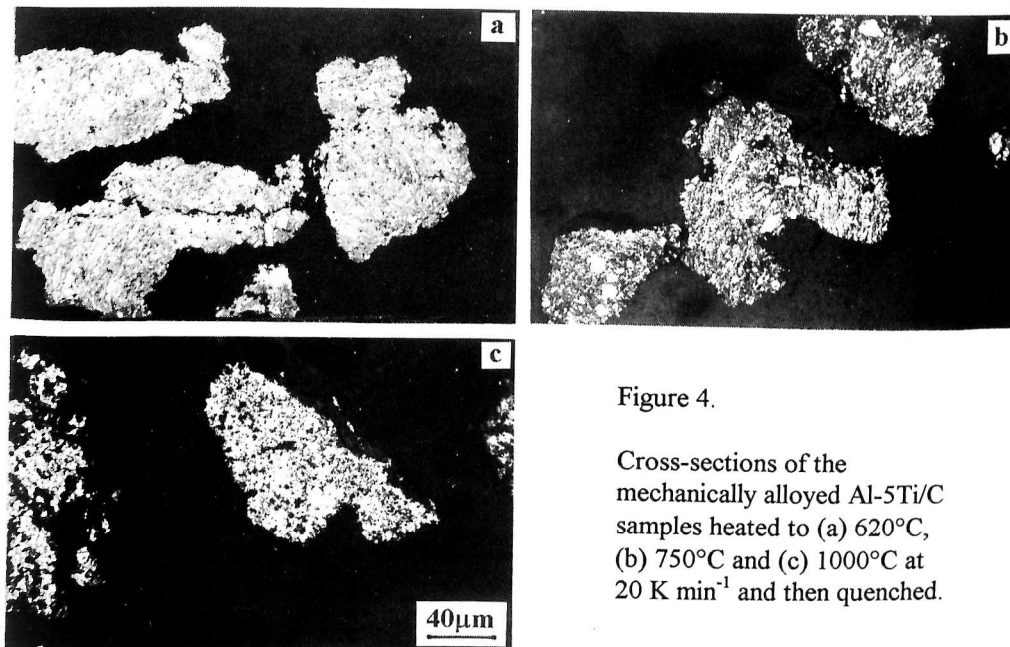 a
b
c
40μm
Figure 4.
Cross-sections of the
mechanically alloyed Al-5Ti/C
samples heated to (a) 620°C,
(b) 750°C and (c) 1000°C at
20 K min⁻¹ and then quenched.